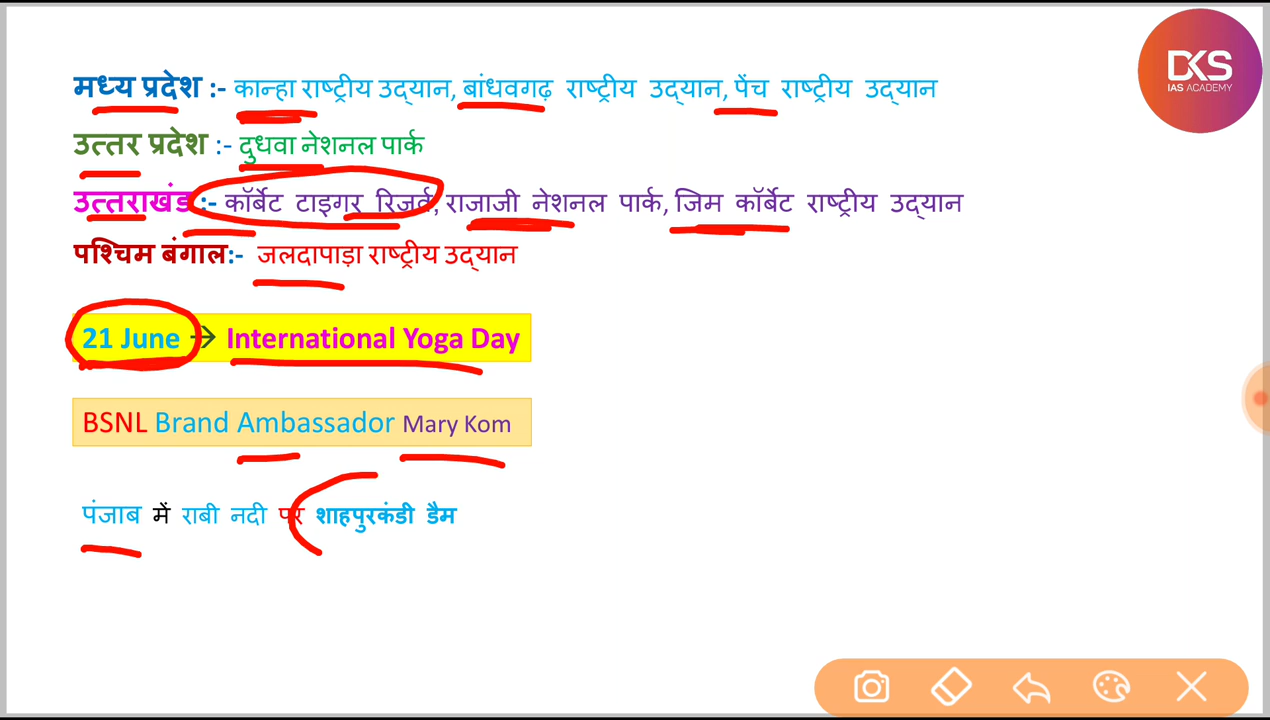 DKS
IAS ACADEMY
मध्य प्रदेश :- कान्हा राष्ट्रीय उद्यान, बांधवगढ़ राष्ट्रीय उद्यान, पेंच राष्ट्रीय उद्यान
उत्तर प्रदेश :- दुधवा नेशनल पार्क
उत्तराखंड :- कॉर्बेट टाइगर रिजर्व, राजाजी नेशनल पार्क, जिम कॉर्बेट राष्ट्रीय उद्यान
पश्चिम बंगाल:- जलदापाड़ा राष्ट्रीय उद्यान
21 June → International Yoga Day
BSNL Brand Ambassador Mary Kom
पंजाब में राबी नदी पर शाहपुरकंडी डैम